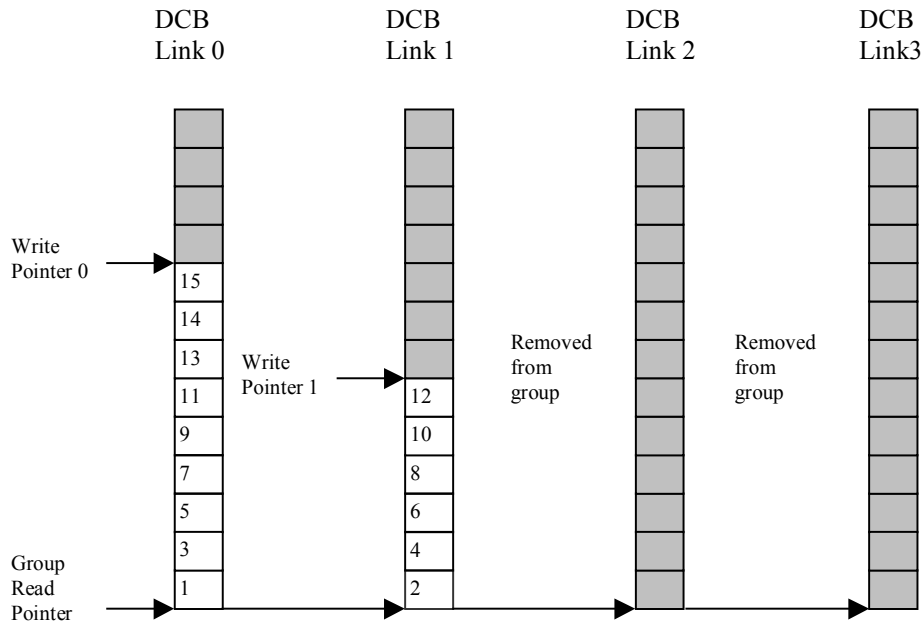 DCB
Link 0
DCB
Link 1
DCB
Link 2
DCB
Link3
Write
Pointer 0
15
14
13
11
9
7
5
3
1
Write
Pointer 1
12
10
8
6
4
2
Removed
from
group
Removed
from
group
Group
Read
Pointer